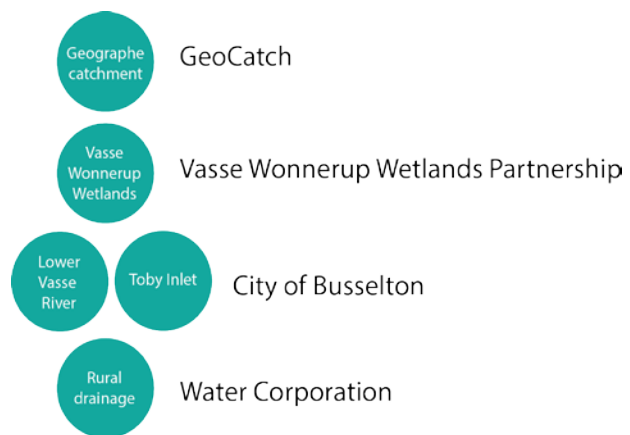 Geographe
catchment
GeoCatch
Vasse
Wonnerup
Wetlands
Vasse Wonnerup Wetlands Partnership
Lower
Vasse
River
Toby Inlet
City of Busselton
Rural
drainage
Water Corporation